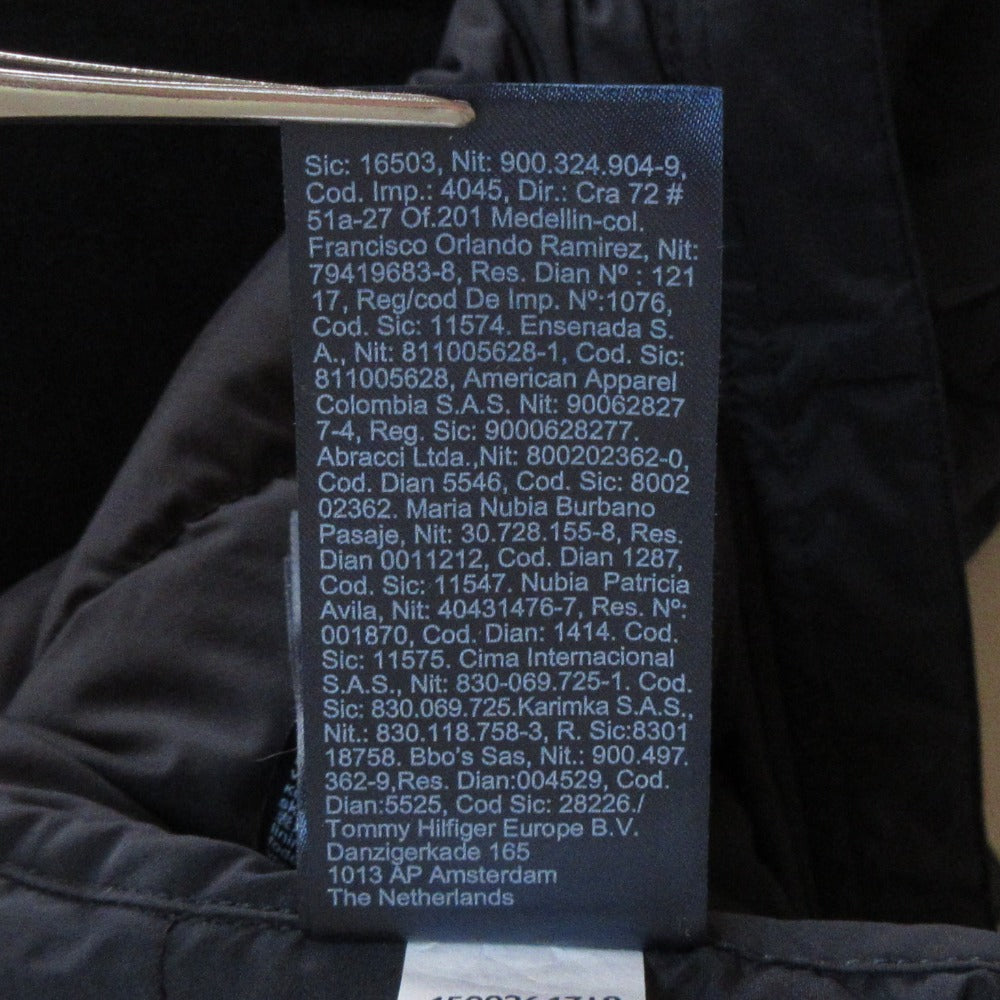 Sic: 16503, Nit: 900.324.904-9,
Cod. Imp.: 4045, Dir.: Cra 72 #
51a-27 Of.201 Medellin-col.
Francisco Orlando Ramirez, Nit:
79419683-8, Res. Dian Nº : 121
17, Reg/cod De Imp. Nº:1076,
Cod. Sic: 11574. Ensenada S.
A., Nit: 811005628-1, Cod. Sic:
811005628, American Apparel
Colombia S.A.S. Nit: 90062827
7-4, Reg. Sic: 9000628277.
Abracci Ltda.,Nit: 800202362-0,
Cod. Dian 5546, Cod. Sic: 8002
02362. Maria Nubia Burbano
Pasaje, Nit: 30.728.155-8, Res.
Dian 0011212, Cod. Dian 1287,
Cod. Sic: 11547. Nubia Patricia
Avila, Nit: 40431476-7, Res. Nº:
001870, Cod. Dian: 1414. Cod.
Sic: 11575. Cima Internacional
S.A.S., Nit: 830-069.725-1. Cod.
Sic: 830.069.725.Karimka S.A.S.,
Nit.: 830.118.758-3, R. Sic:8301
18758. Bbo's Sas, Nit.: 900.497.
362-9,Res. Dian:004529, Cod.
Dian:5525, Cod Sic: 28226./
Tommy Hilfiger Europe B.V.
Danzigerkade 165
1013 AP Amsterdam
The Netherlands